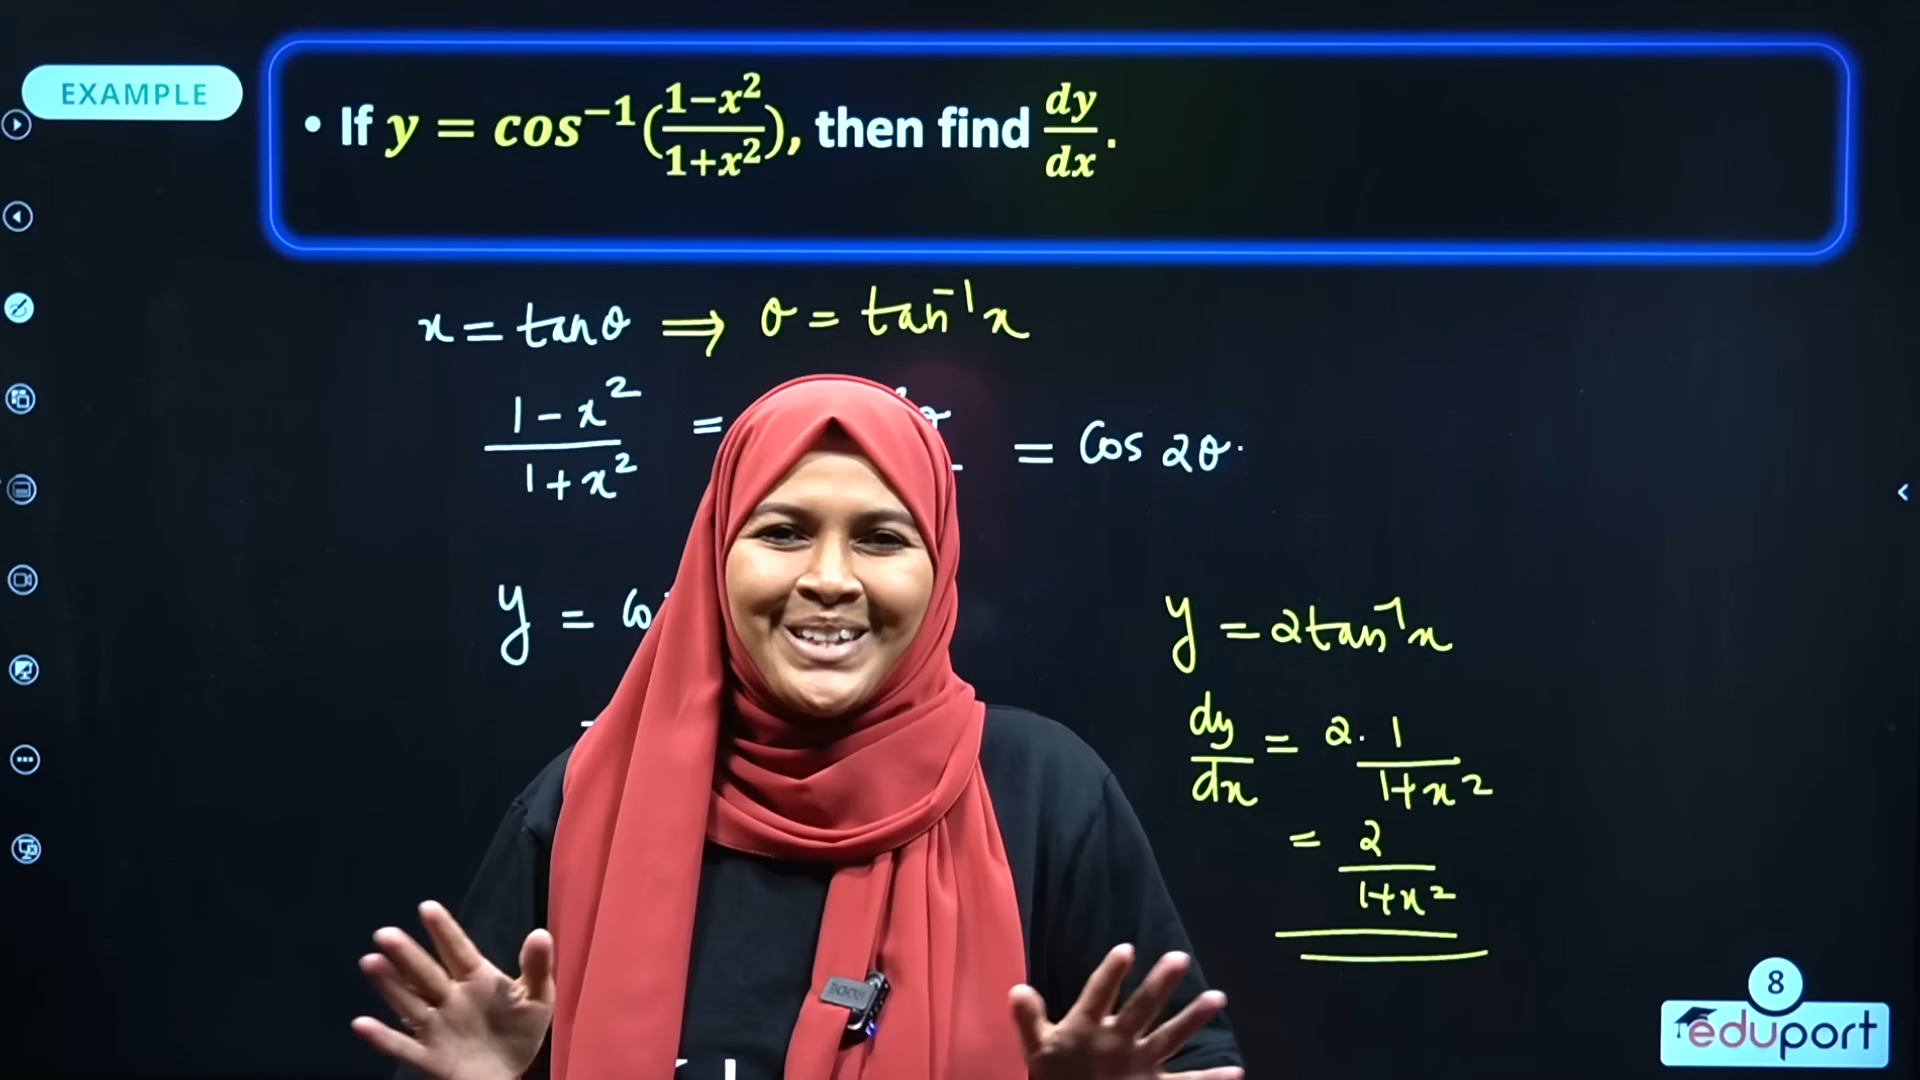 EXAMPLE
• If y = cos⁻¹(1−x²/1+x²), then find dy/dx.
x = tanθ ⟹ θ = tan⁻¹x
1−x²/1+x² = = cos 2θ.
y =
y = 2tan⁻¹x
dy/dx = 2. 1/1+x²
= 2/1+x²
8
eduport